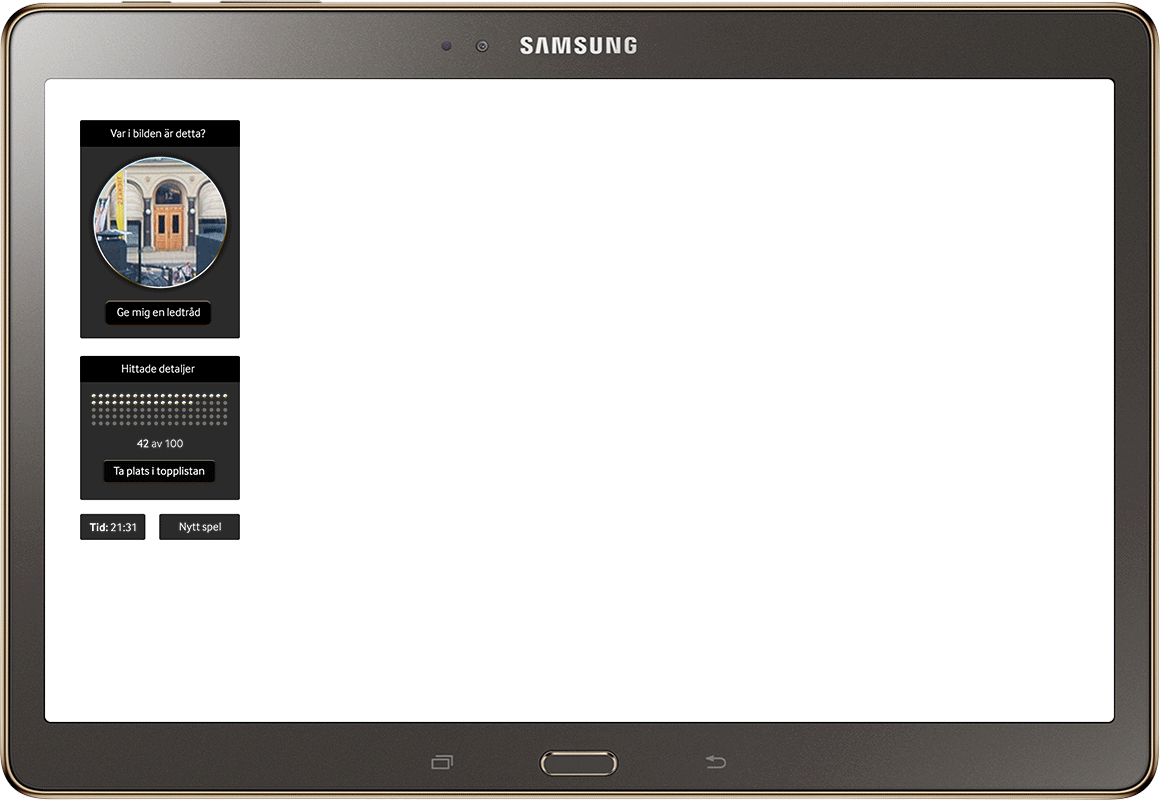 SAMSUNG
Var i bilden är detta?
Ge mig en ledtråd
Hittade detaljer
42 av 100
Ta plats i topplistan
Tid: 21:31
Nytt spel